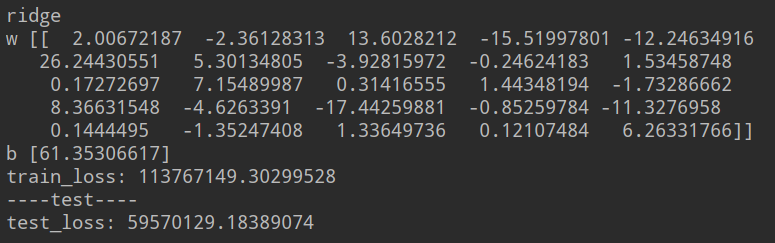 ridge
w [[  2.00672187  -2.36128313  13.6028212  -15.51997801 -12.24634916
26.24430551   5.30134805  -3.92815972  -0.24624183   1.53458748
0.17272697   7.15489987   0.31416555   1.44348194  -1.73286662
8.36631548  -4.6263391  -17.44259881  -0.85259784 -11.3276958
0.1444495   -1.35247408   1.33649736   0.12107484   6.26331766]]
b [61.35306617]
train_loss: 113767149.30299528
----test----
test_loss: 59570129.18389074